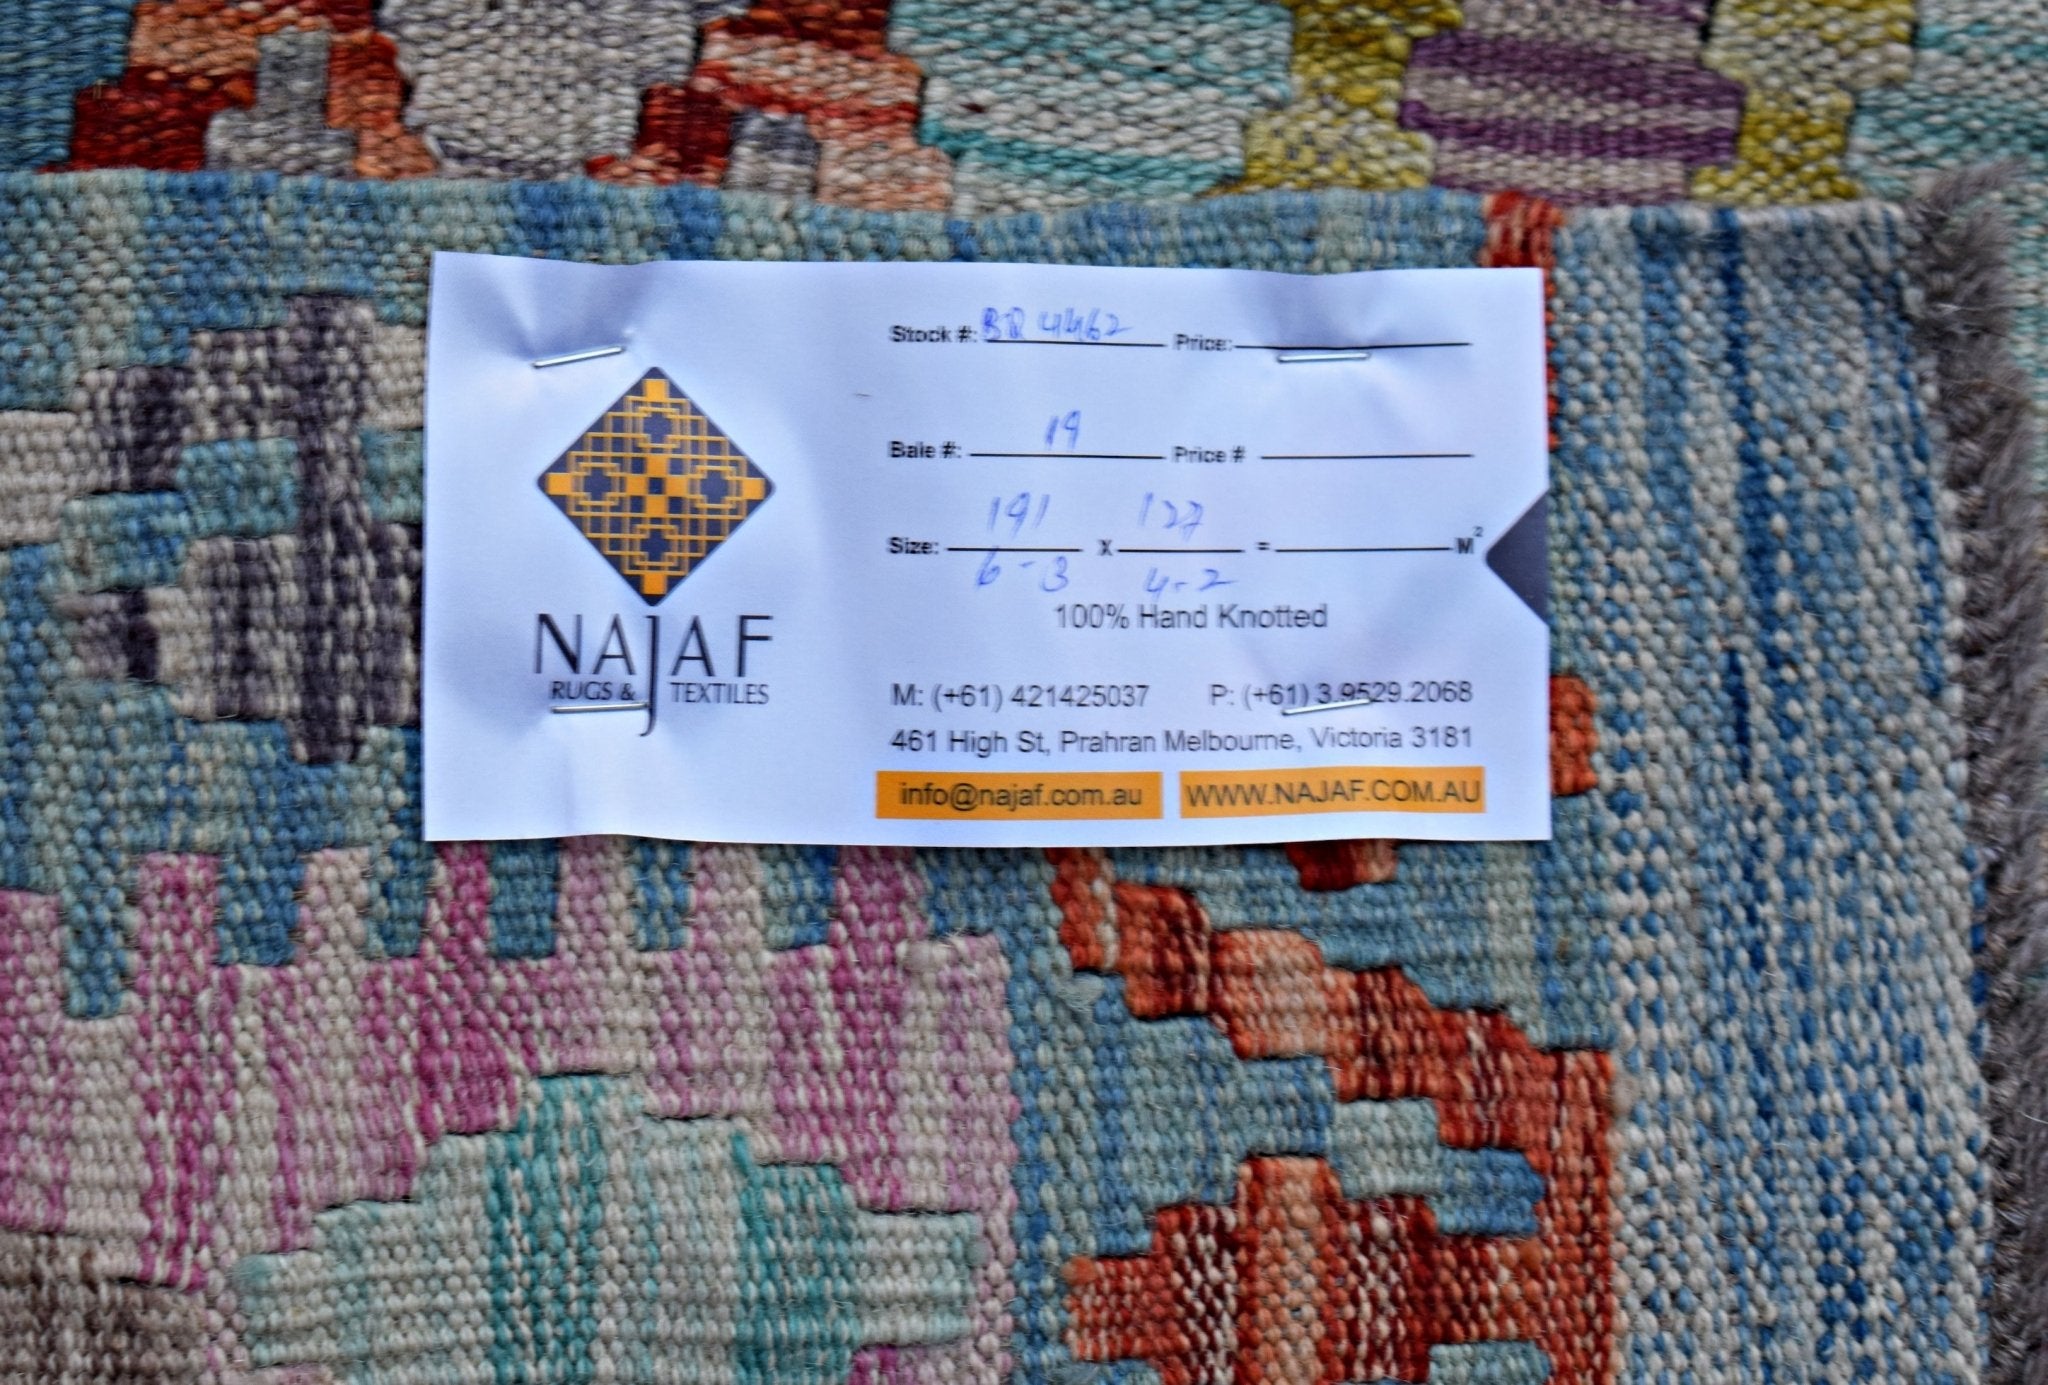 Stock #: BR 4462 Price:
Bale #: 19 Price #
191 127
Size: X = M²
6-3 4-2
100% Hand Knotted
NAJAF
RUGS & TEXTILES
M: (+61) 421425037 P: (+61) 3.9529.2068
461 High St, Prahran Melbourne, Victoria 3181
info@najaf.com.au WWW.NAJAF.COM.AU